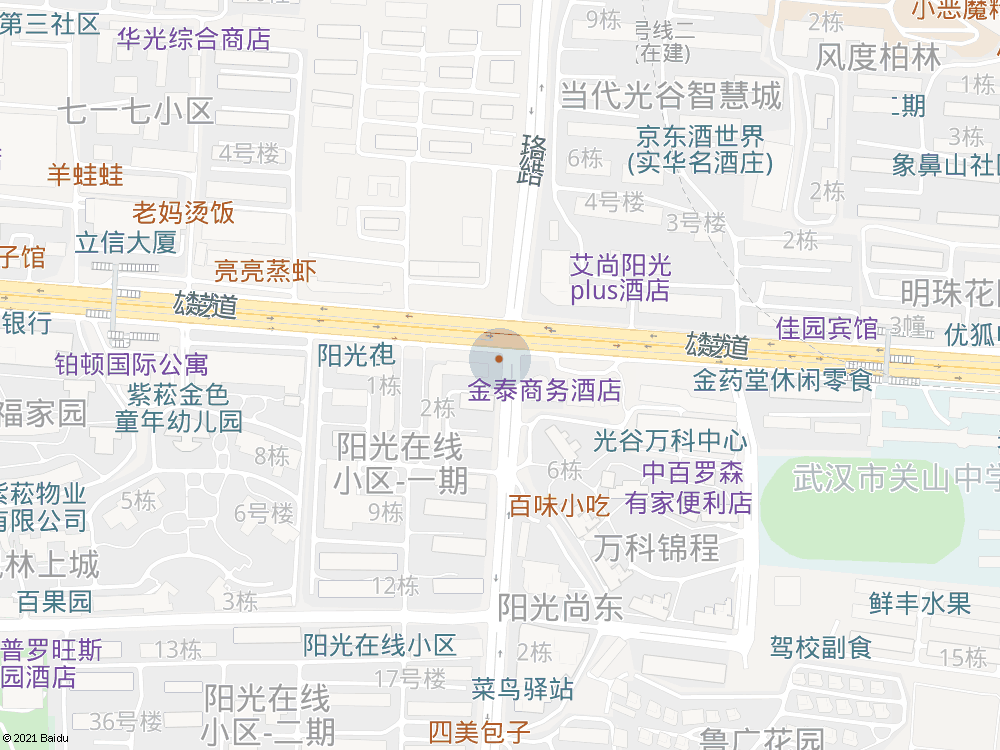 第三社区
华光综合商店
9栋
号线二
(在建)
2栋
小恶魔精
风度柏林
1栋
七一七小区
当代光谷智慧城
二期
4号楼
珞
京东酒世界
(实华名酒庄)
3栋
6栋
象鼻山社区
羊蛙蛙
2栋
老妈烫饭
4号楼
3号楼
立信大厦
2栋
子馆
亮亮蒸虾
艾尚阳光
plus酒店
明珠花园
银行
道
道
佳园宾馆
3幢
优狐
铂顿国际公寓
阳光在
1栋
金泰商务酒店
金药堂休闲零食
紫菘金色
童年幼儿园
福家园
2栋
阳光在线
小区-一期
光谷万科中心
8栋
6栋
中百罗森
有家便利店
武汉市关山中学
紫菘物业
有限公司
5栋
6号楼
9栋
百味小吃
万科锦程
林上城
12栋
百果园
3栋
阳光尚东
鲜丰水果
普罗旺斯
园酒店
13栋
阳光在线小区
2栋
驾校副食
15栋
17号楼
菜鸟驿站
阳光在线
小区-二期
36号楼
四美包子
鲁广花园
© 2021 Baidu